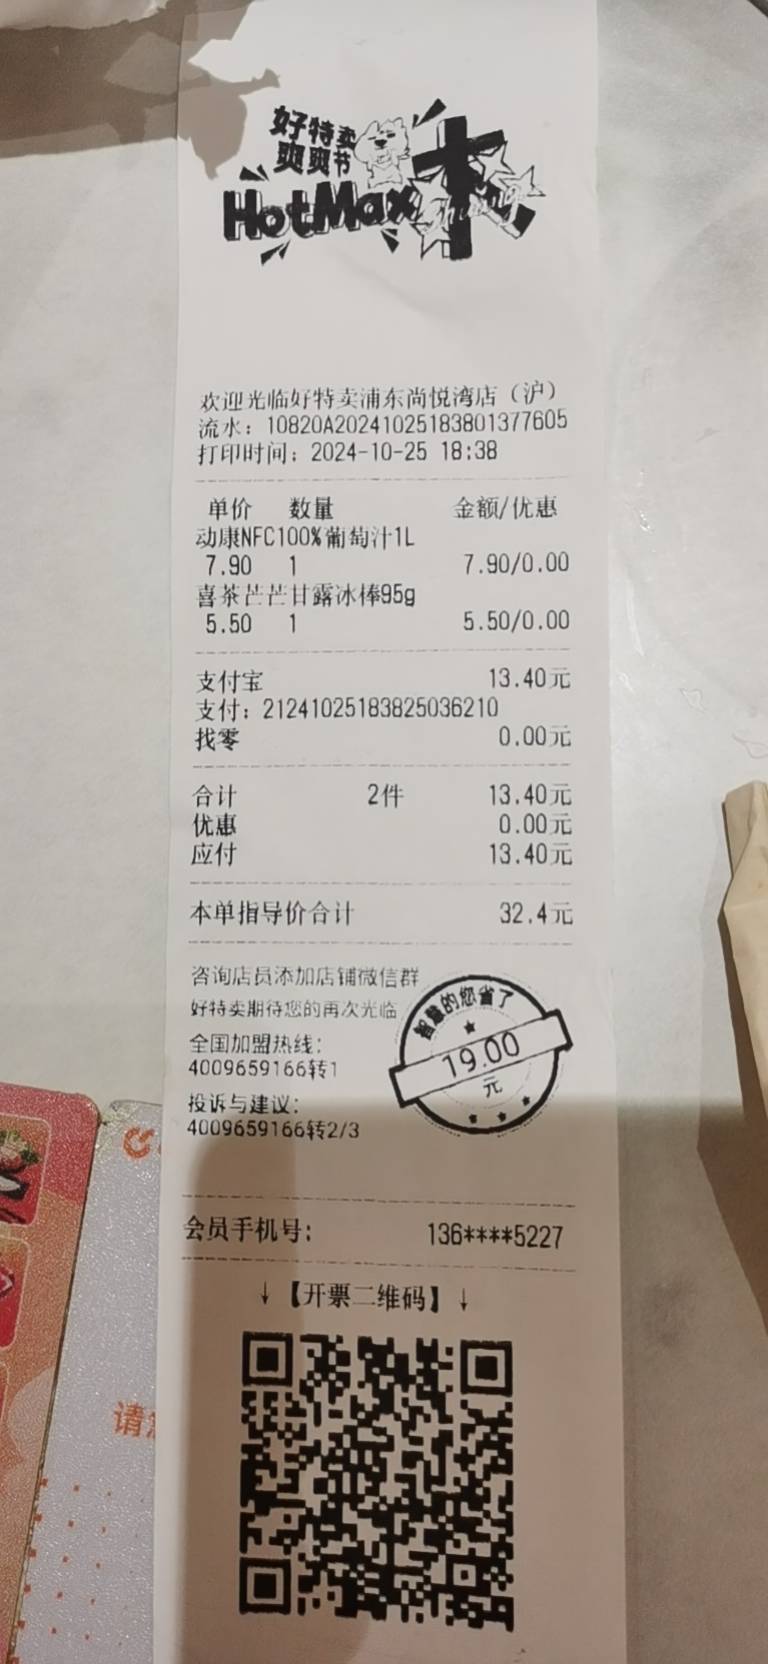 好特卖
爽爽节
HotMax
欢迎光临好特卖浦东尚悦湾店（沪）
流水：10820A20241025183801377605
打印时间：2024-10-25 18:38
单价 数量 金额/优惠
动康NFC100%葡萄汁1L
7.90 1 7.90/0.00
喜茶芒芒甘露冰棒95g
5.50 1 5.50/0.00
支付宝 13.40元
支付：21241025183825036210
找零 0.00元
合计 2件 13.40元
优惠 0.00元
应付 13.40元
本单指导价合计 32.4元
咨询店员添加店铺微信群
好特卖期待您的再次光临
全国加盟热线：
4009659166转1
投诉与建议：
4009659166转2/3
智慧的您省了
19.00
元
会员手机号： 136****5227
↓【开票二维码】↓
请